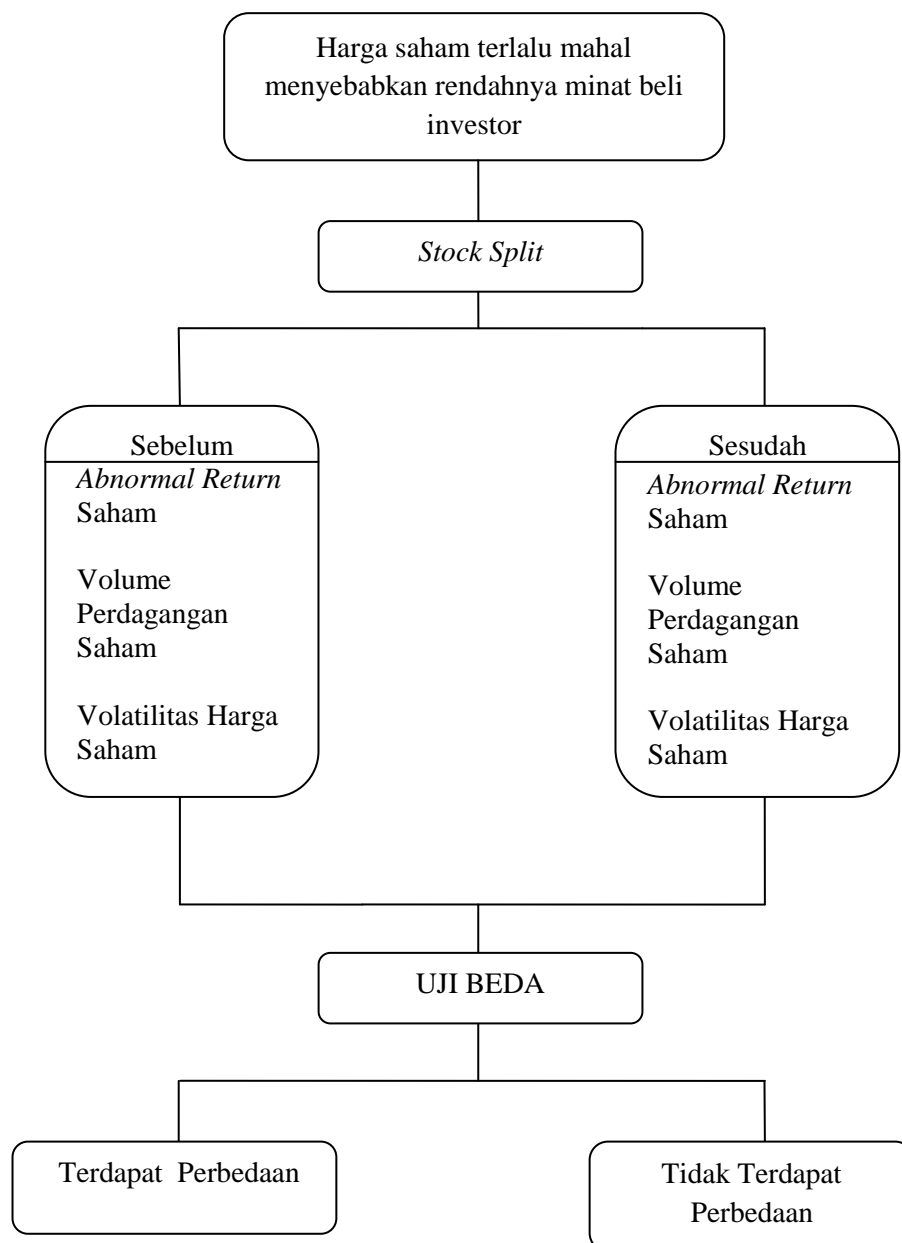 Harga saham terlalu mahal
menyebabkan rendahnya minat beli
investor
Stock Split
Sebelum
Abnormal Return
Saham
Volume
Perdagangan
Saham
Volatilitas Harga
Saham
Sesudah
Abnormal Return
Saham
Volume
Perdagangan
Saham
Volatilitas Harga
Saham
UJI BEDA
Terdapat Perbedaan
Tidak Terdapat
Perbedaan